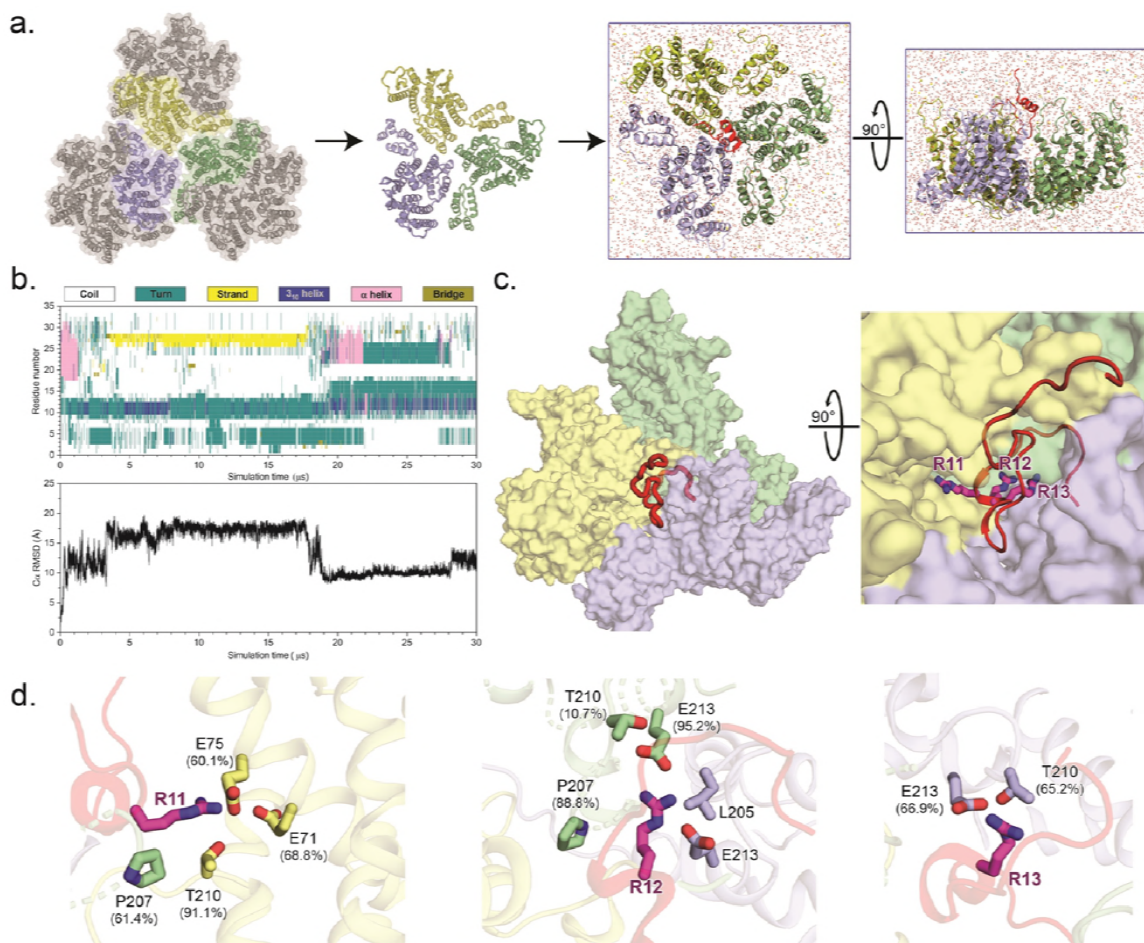 a.
90°
b.
Coil Turn Strand 3₁₀ helix α helix Bridge
35
30
25
20
15
10
5
0
Residue number
0 5 10 15 20 25 30
Simulation time (μs)
25
20
15
10
5
0
Cα RMSD (Å)
0 5 10 15 20 25 30
Simulation time (μs)
c.
90°
R11
R12
R13
d.
E75
(60.1%)
R11
E71
(68.8%)
P207
(61.4%)
T210
(91.1%)
T210
(10.7%)
E213
(95.2%)
P207
(88.8%)
L205
E213
R12
E213
(66.9%)
T210
(65.2%)
R13